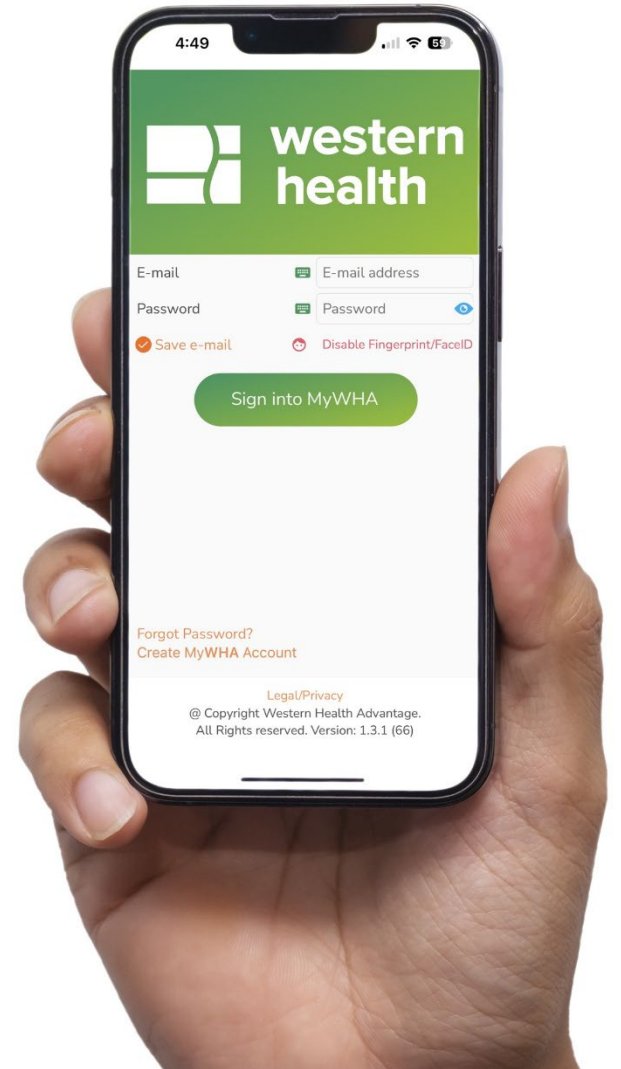 4:49
59
western
health
E-mail
E-mail address
Password
Password
Save e-mail
Disable Fingerprint/FaceID
Sign into MyWHA
Forgot Password?
Create MyWHA Account
Legal/Privacy
@ Copyright Western Health Advantage.
All Rights reserved. Version: 1.3.1 (66)